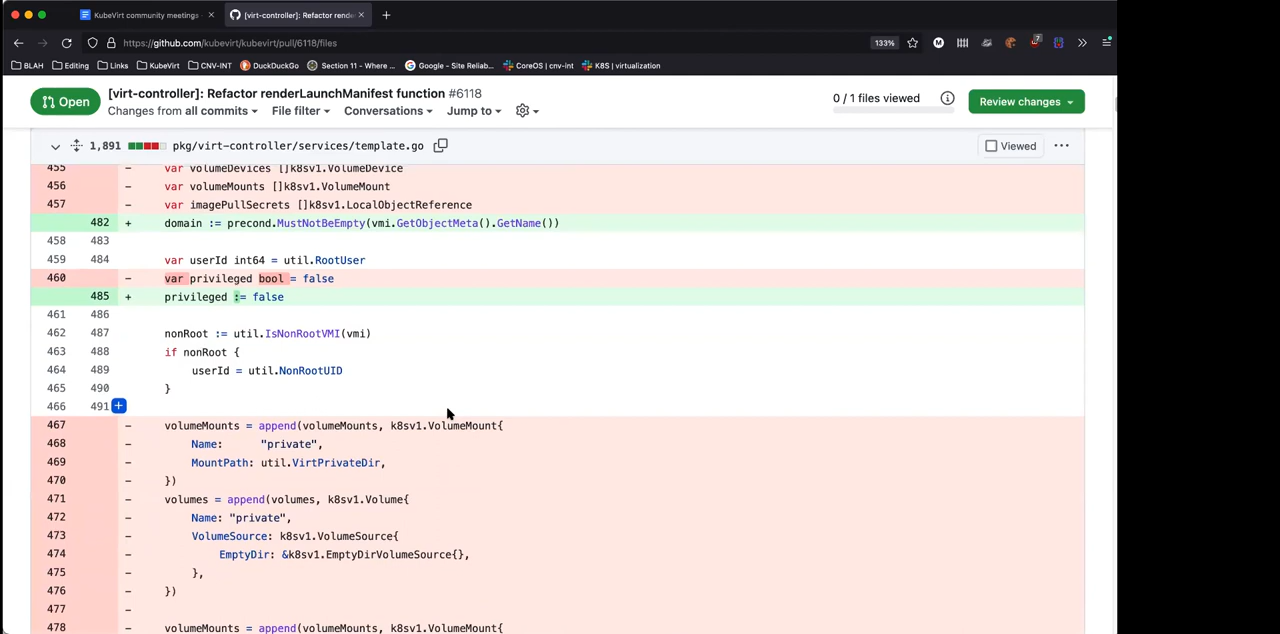 KubeVirt community meetings
[virt-controller]: Refactor rende
https://github.com/kubevirt/kubevirt/pull/6118/files
133%
7
BLAH Editing Links KubeVirt CNV-INT DuckDuckGo Section 11 – Where ... Google - Site Reliab... CoreOS | cnv-int K8S | virtualization
Open
[virt-controller]: Refactor renderLaunchManifest function #6118
Changes from all commits File filter Conversations Jump to
0 / 1 files viewed
Review changes
1,891 pkg/virt-controller/services/template.go
Viewed
455 - var volumeDevices []k8sv1.VolumeDevice
456 - var volumeMounts []k8sv1.VolumeMount
457 - var imagePullSecrets []k8sv1.LocalObjectReference
482 + domain := precond.MustNotBeEmpty(vmi.GetObjectMeta().GetName())
458 483
459 484 var userId int64 = util.RootUser
460 - var privileged bool = false
485 + privileged := false
461 486
462 487 nonRoot := util.IsNonRootVMI(vmi)
463 488 if nonRoot {
464 489 userId = util.NonRootUID
465 490 }
466 491 +
467 - volumeMounts = append(volumeMounts, k8sv1.VolumeMount{
468 - Name: "private",
469 - MountPath: util.VirtPrivateDir,
470 - })
471 - volumes = append(volumes, k8sv1.Volume{
472 - Name: "private",
473 - VolumeSource: k8sv1.VolumeSource{
474 - EmptyDir: &k8sv1.EmptyDirVolumeSource{},
475 - },
476 - })
477 -
478 - volumeMounts = append(volumeMounts, k8sv1.VolumeMount{